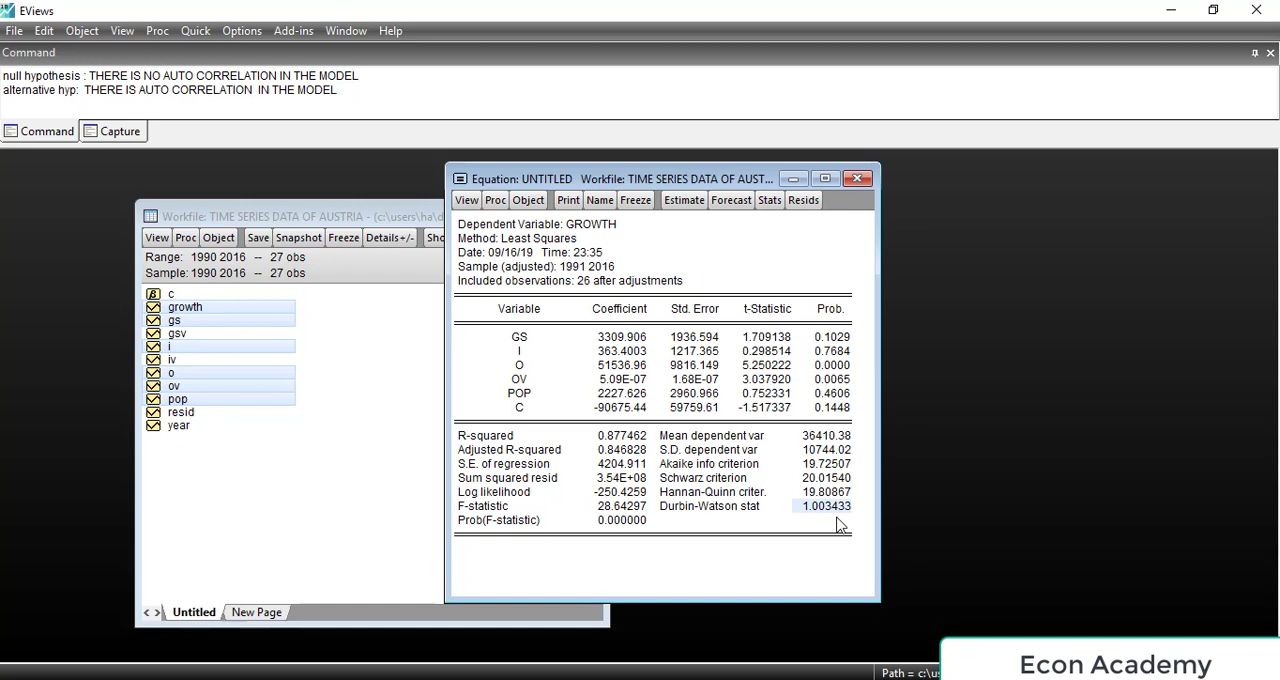 EViews
File Edit Object View Proc Quick Options Add-ins Window Help
Command
null hypothesis : THERE IS NO AUTO CORRELATION IN THE MODEL
alternative hyp: THERE IS AUTO CORRELATION IN THE MODEL
Command Capture
Workfile: TIME SERIES DATA OF AUSTRIA - (c:\users\ha\d
View Proc Object Save Snapshot Freeze Details+/- Sho
Range: 1990 2016 -- 27 obs
Sample: 1990 2016 -- 27 obs
c
growth
gs
gsv
i
iv
o
ov
pop
resid
year
Untitled New Page
Equation: UNTITLED Workfile: TIME SERIES DATA OF AUST...
View Proc Object Print Name Freeze Estimate Forecast Stats Resids
Dependent Variable: GROWTH
Method: Least Squares
Date: 09/16/19 Time: 23:35
Sample (adjusted): 1991 2016
Included observations: 26 after adjustments
Variable Coefficient Std. Error t-Statistic Prob.
GS 3309.906 1936.594 1.709138 0.1029
I 363.4003 1217.365 0.298514 0.7684
O 51536.96 9816.149 5.250222 0.0000
OV 5.09E-07 1.68E-07 3.037920 0.0065
POP 2227.626 2960.966 0.752331 0.4606
C -90675.44 59759.61 -1.517337 0.1448
R-squared 0.877462 Mean dependent var 36410.38
Adjusted R-squared 0.846828 S.D. dependent var 10744.02
S.E. of regression 4204.911 Akaike info criterion 19.72507
Sum squared resid 3.54E+08 Schwarz criterion 20.01540
Log likelihood -250.4259 Hannan-Quinn criter. 19.80867
F-statistic 28.64297 Durbin-Watson stat 1.003433
Prob(F-statistic) 0.000000
Path = c:\us
Econ Academy